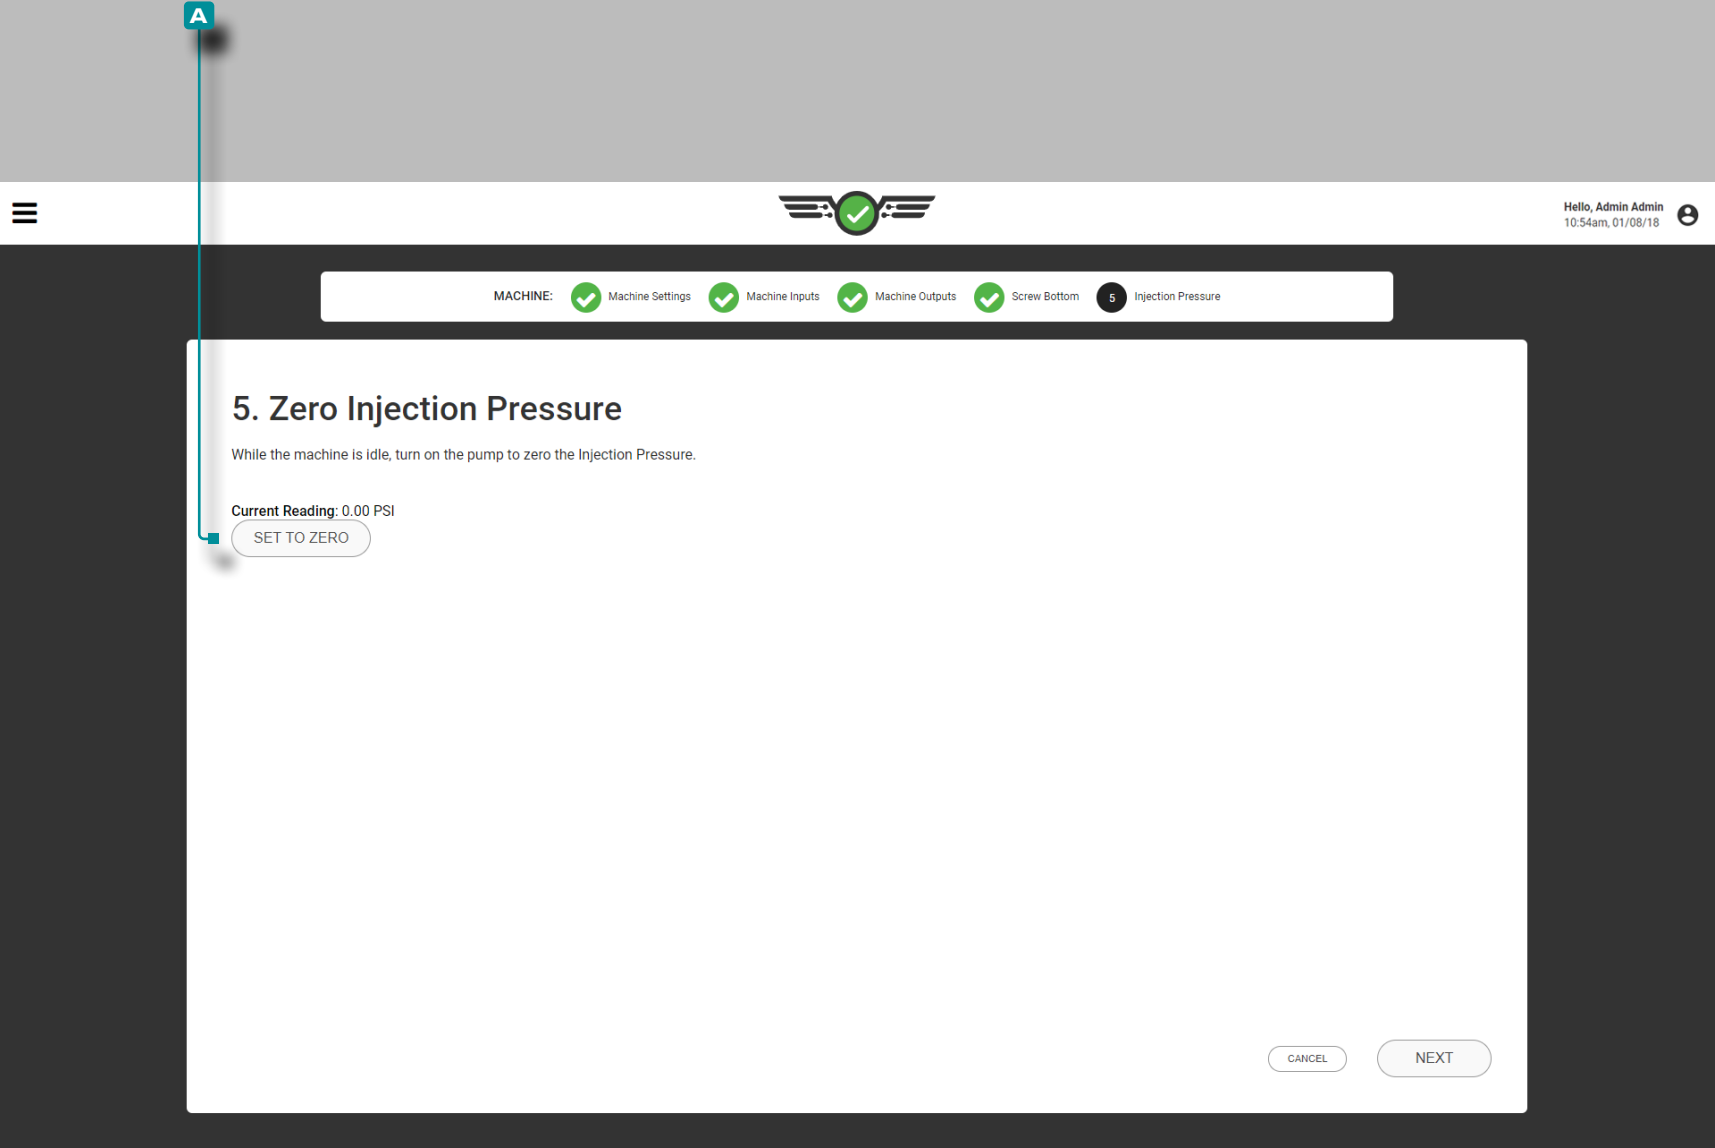 A
Hello, Admin Admin
10:54am, 01/08/18
MACHINE: Machine Settings Machine Inputs Machine Outputs Screw Bottom 5 Injection Pressure
5. Zero Injection Pressure
While the machine is idle, turn on the pump to zero the Injection Pressure.
Current Reading: 0.00 PSI
SET TO ZERO
CANCEL NEXT